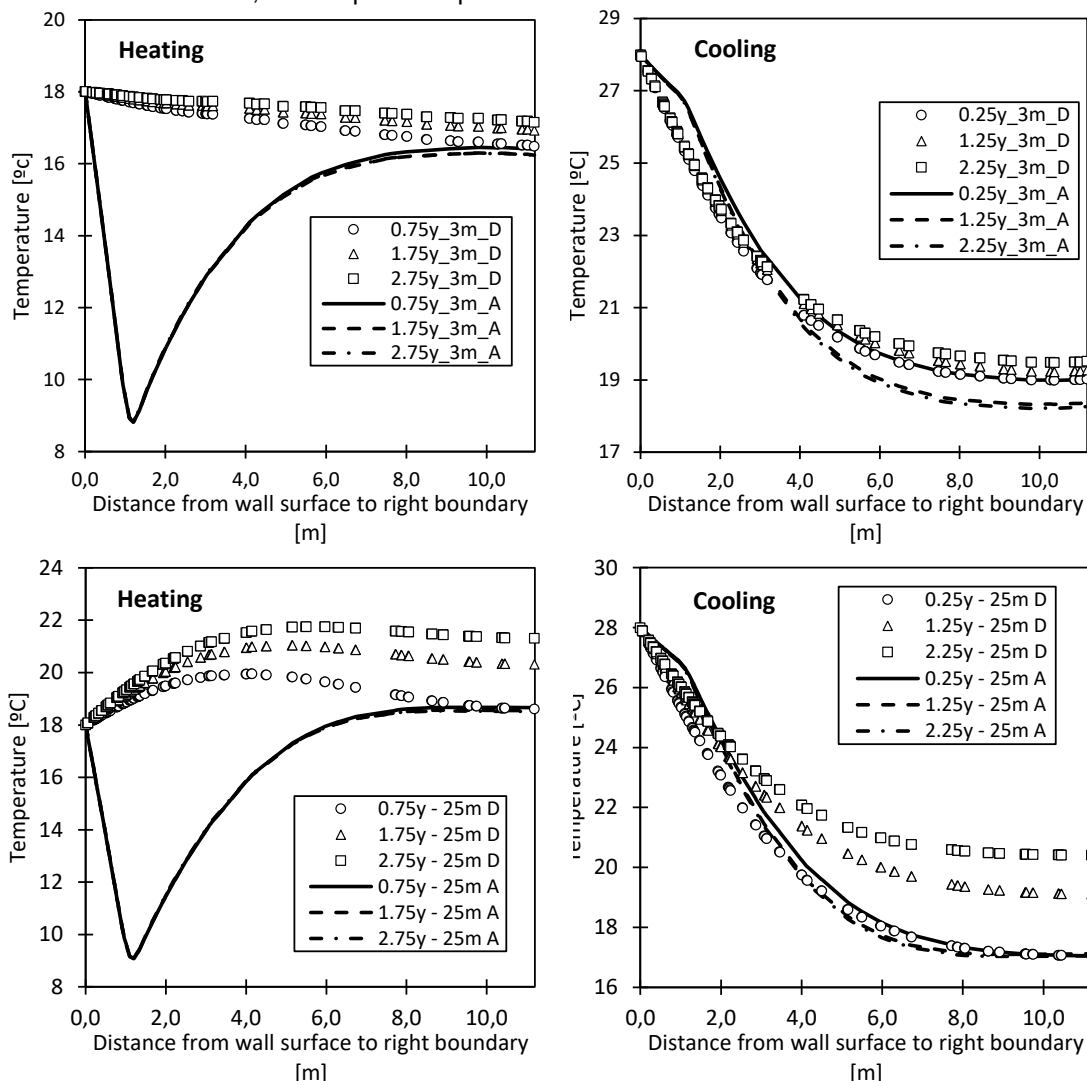 Heating
Temperature [ºC]
20
18
16
14
12
10
8
0.75y_3m_D
1.75y_3m_D
2.75y_3m_D
0.75y_3m_A
1.75y_3m_A
2.75y_3m_A
0,0 2,0 4,0 6,0 8,0 10,0
Distance from wall surface to right boundary
[m]
Cooling
Temperature [ºC]
29
27
25
23
21
19
17
0.25y_3m_D
1.25y_3m_D
2.25y_3m_D
0.25y_3m_A
1.25y_3m_A
2.25y_3m_A
0,0 2,0 4,0 6,0 8,0 10,0
Distance from wall surface to right boundary
[m]
Heating
Temperature [ºC]
24
22
20
18
16
14
12
10
8
0.75y - 25m D
1.75y - 25m D
2.75y - 25m D
0.75y - 25m A
1.75y - 25m A
2.75y - 25m A
0,0 2,0 4,0 6,0 8,0 10,0
Distance from wall surface to right boundary
[m]
Cooling
30
28
26
24
22
20
18
16
0.25y - 25m D
1.25y - 25m D
2.25y - 25m D
0.25y - 25m A
1.25y - 25m A
2.25y - 25m A
0,0 2,0 4,0 6,0 8,0 10,0
Distance from wall surface to right boundary
[m]